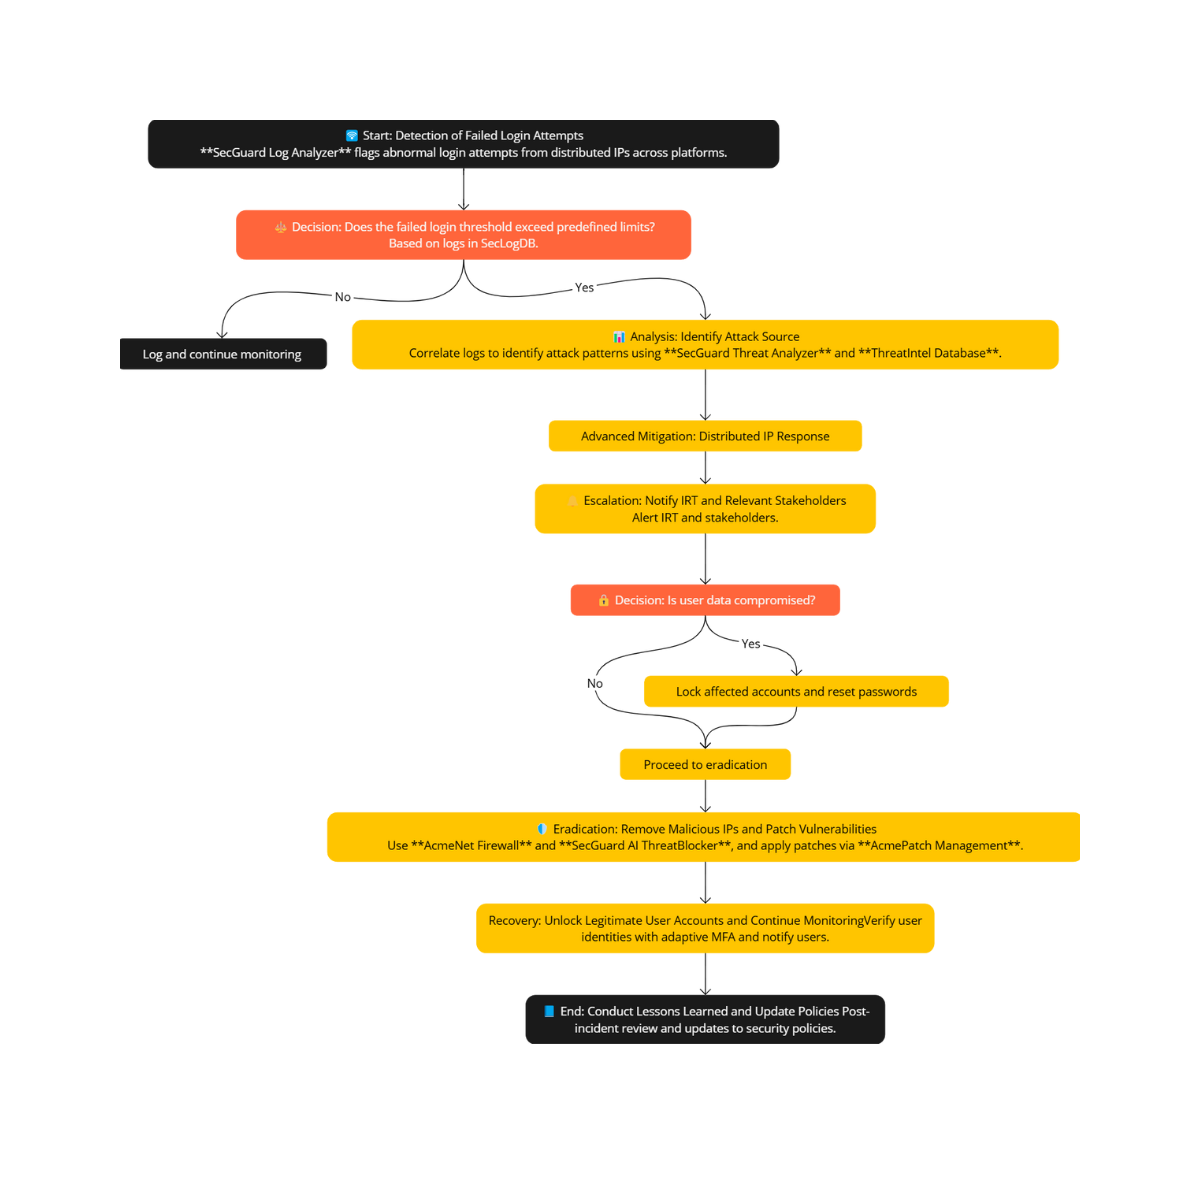 Start: Detection of Failed Login Attempts
**SecGuard Log Analyzer** flags abnormal login attempts from distributed IPs across platforms.
Decision: Does the failed login threshold exceed predefined limits?
Based on logs in SecLogDB.
No
Yes
Log and continue monitoring
Analysis: Identify Attack Source
Correlate logs to identify attack patterns using **SecGuard Threat Analyzer** and **ThreatIntel Database**.
Advanced Mitigation: Distributed IP Response
Escalation: Notify IRT and Relevant Stakeholders
Alert IRT and stakeholders.
Decision: Is user data compromised?
Yes
No
Lock affected accounts and reset passwords
Proceed to eradication
Eradication: Remove Malicious IPs and Patch Vulnerabilities
Use **AcmeNet Firewall** and **SecGuard AI ThreatBlocker**, and apply patches via **AcmePatch Management**.
Recovery: Unlock Legitimate User Accounts and Continue MonitoringVerify user
identities with adaptive MFA and notify users.
End: Conduct Lessons Learned and Update Policies Post-
incident review and updates to security policies.